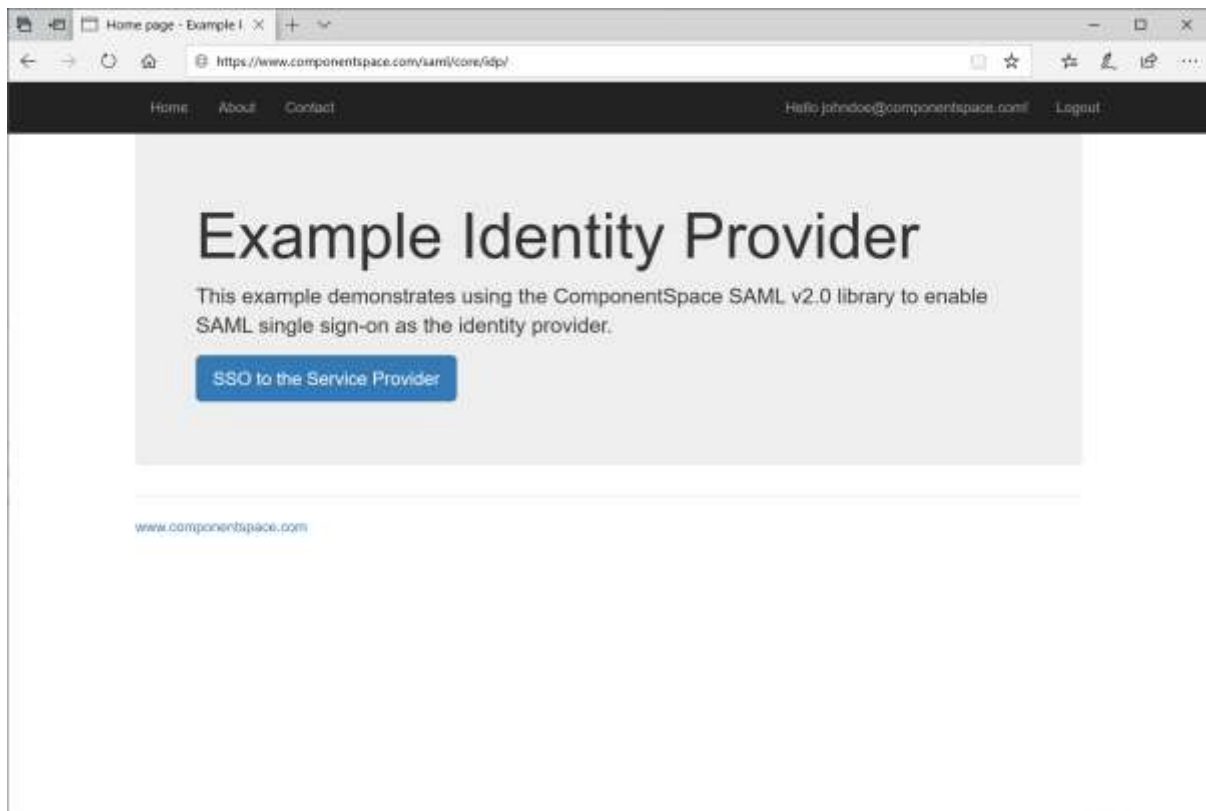 Home page - Example I
https://www.componentspace.com/saml/core/idp/
Home About Contact Hello johndoe@componentspace.com! Logout
Example Identity Provider
This example demonstrates using the ComponentSpace SAML v2.0 library to enable
SAML single sign-on as the identity provider.
SSO to the Service Provider
www.componentspace.com